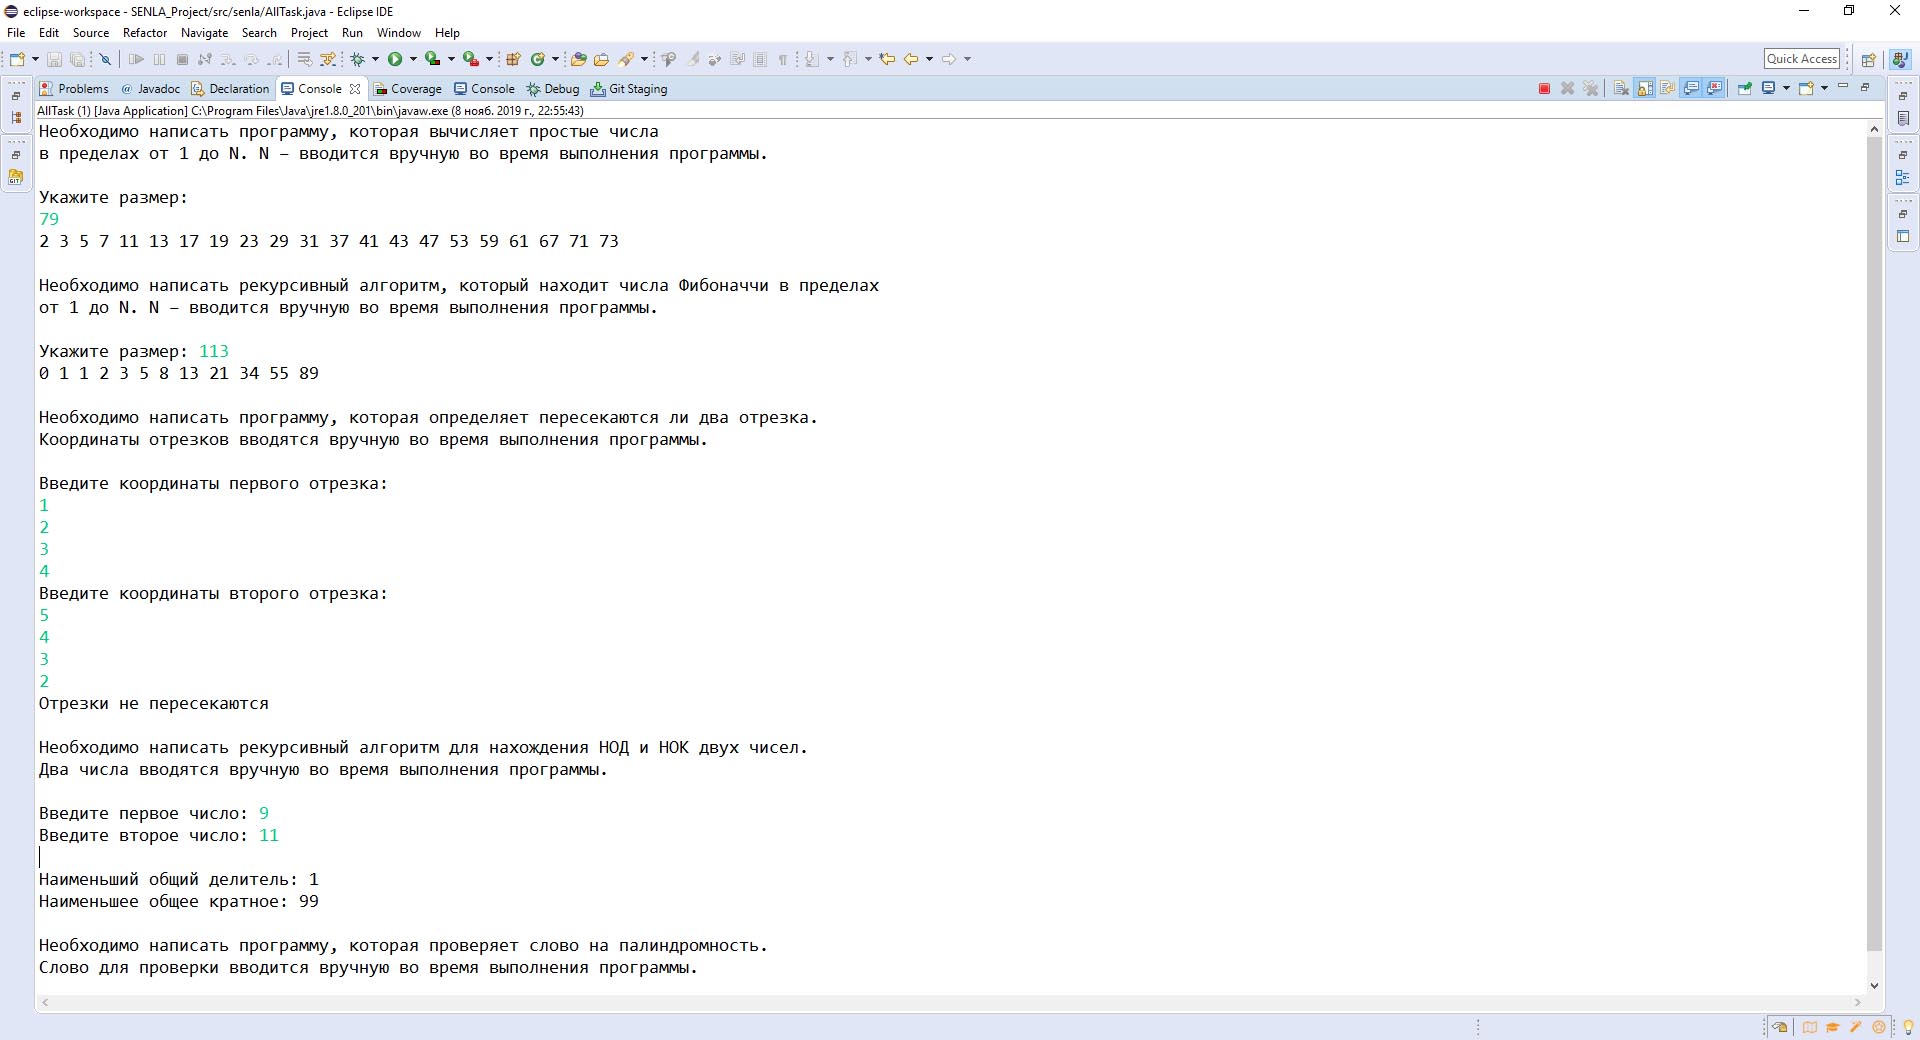 eclipse-workspace - SENLA_Project/src/senla/AllTask.java - Eclipse IDE
File Edit Source Refactor Navigate Search Project Run Window Help
Quick Access
Problems @ Javadoc Declaration Console Coverage Console Debug Git Staging
AllTask (1) [Java Application] C:\Program Files\Java\jre1.8.0_201\bin\javaw.exe (8 нояб. 2019 г., 22:55:43)
Необходимо написать программу, которая вычисляет простые числа
в пределах от 1 до N. N – вводится вручную во время выполнения программы.
Укажите размер:
79
2 3 5 7 11 13 17 19 23 29 31 37 41 43 47 53 59 61 67 71 73
Необходимо написать рекурсивный алгоритм, который находит числа Фибоначчи в пределах
от 1 до N. N – вводится вручную во время выполнения программы.
Укажите размер: 113
0 1 1 2 3 5 8 13 21 34 55 89
Необходимо написать программу, которая определяет пересекаются ли два отрезка.
Координаты отрезков вводятся вручную во время выполнения программы.
Введите координаты первого отрезка:
1
2
3
4
Введите координаты второго отрезка:
5
4
3
2
Отрезки не пересекаются
Необходимо написать рекурсивный алгоритм для нахождения НОД и НОК двух чисел.
Два числа вводятся вручную во время выполнения программы.
Введите первое число: 9
Введите второе число: 11
Наименьший общий делитель: 1
Наименьшее общее кратное: 99
Необходимо написать программу, которая проверяет слово на палиндромность.
Слово для проверки вводится вручную во время выполнения программы.